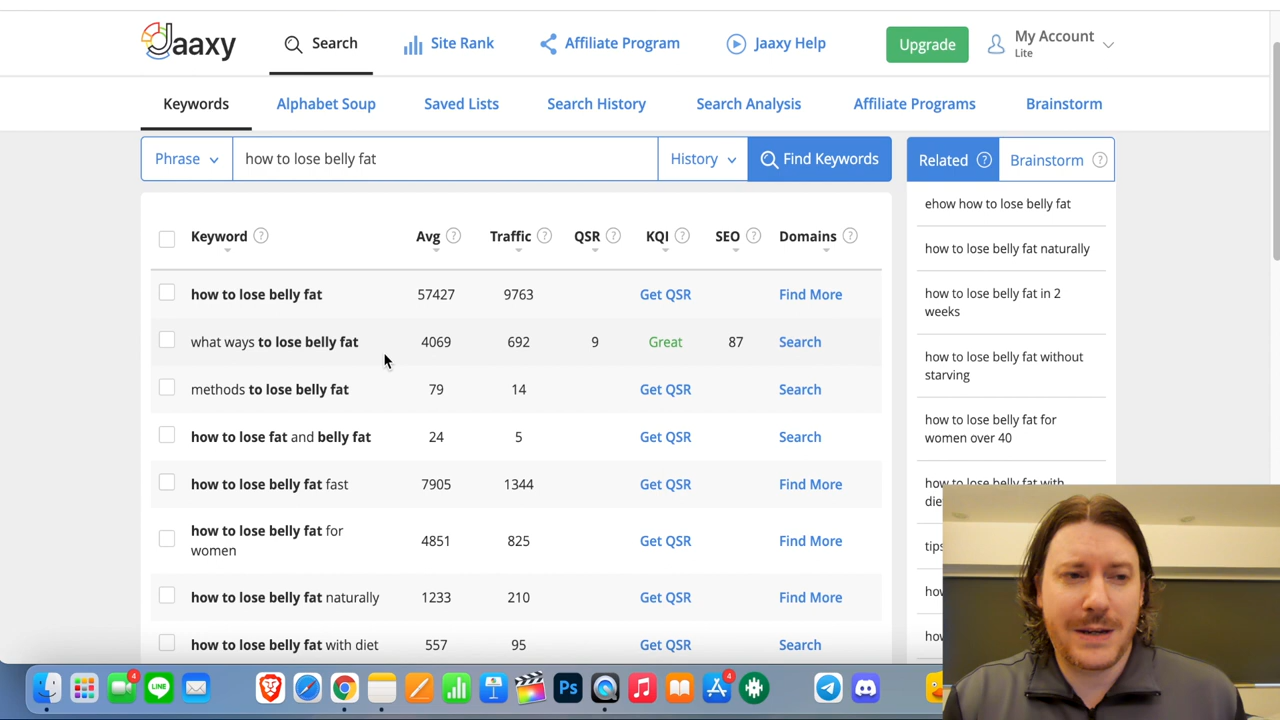 Jaaxy
Search
Site Rank
Affiliate Program
Jaaxy Help
Upgrade
My Account
Lite
Keywords
Alphabet Soup
Saved Lists
Search History
Search Analysis
Affiliate Programs
Brainstorm
Phrase
how to lose belly fat
History
Find Keywords
Related ?
Brainstorm ?
Keyword ? Avg ? Traffic ? QSR ? KQI ? SEO ? Domains ?
how to lose belly fat 57427 9763 Get QSR Find More
what ways to lose belly fat 4069 692 9 Great 87 Search
methods to lose belly fat 79 14 Get QSR Search
how to lose fat and belly fat 24 5 Get QSR Search
how to lose belly fat fast 7905 1344 Get QSR Find More
how to lose belly fat for
women 4851 825 Get QSR Find More
how to lose belly fat naturally 1233 210 Get QSR Find More
how to lose belly fat with diet 557 95 Get QSR Search
ehow how to lose belly fat
how to lose belly fat naturally
how to lose belly fat in 2
weeks
how to lose belly fat without
starving
how to lose belly fat for
women over 40
how to lose belly fat with
tips
4
LINE
Ps
4